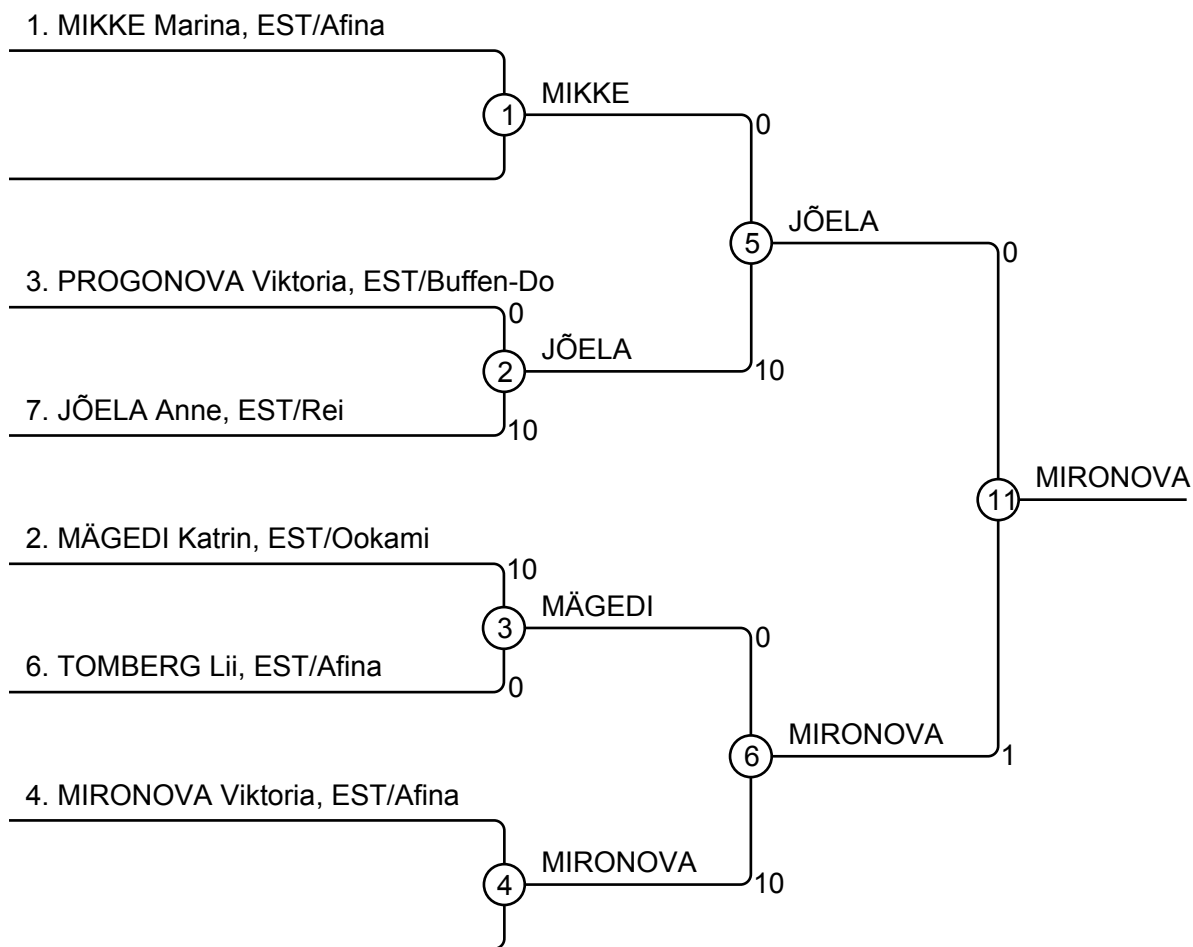 1. MIKKE Marina, EST/Afina
1
MIKKE
0
5
JÕELA
0
3. PROGONOVA Viktoria, EST/Buffen-Do
0
2
JÕELA
10
7. JÕELA Anne, EST/Rei
10
11
MIRONOVA
2. MÄGEDI Katrin, EST/Ookami
10
3
MÄGEDI
0
6. TOMBERG Lii, EST/Afina
0
6
MIRONOVA
1
4. MIRONOVA Viktoria, EST/Afina
4
MIRONOVA
10